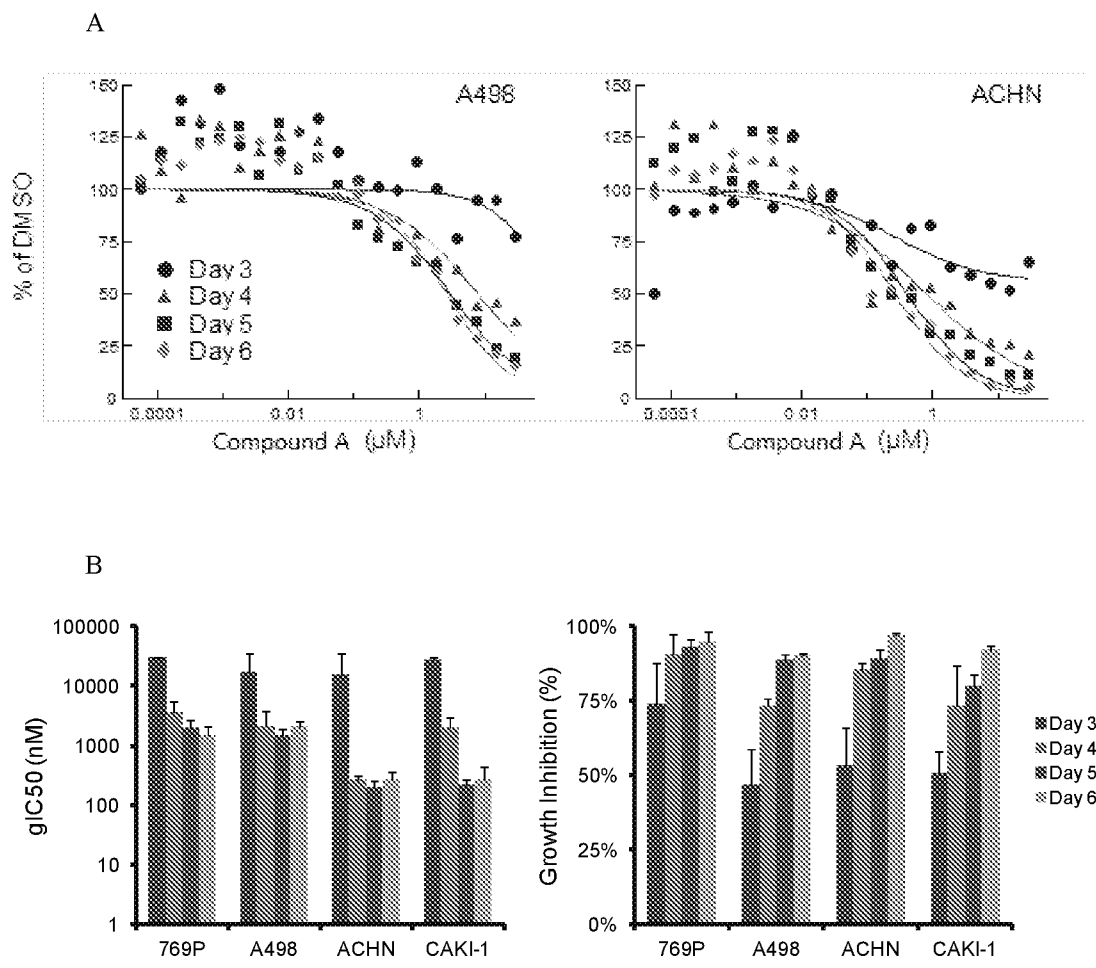 A
A498
150
125
100
75
50
25
0
% of DMSO
Day 3
Day 4
Day 5
Day 6
0.0001
0.01
1
Compound A (µM)
ACHN
150
125
100
75
50
25
0
0.0001
0.01
1
Compound A (µM)
B
gIC50 (nM)
100000
10000
1000
100
10
1
769P
A498
ACHN
CAKI-1
Growth Inhibition (%)
100%
75%
50%
25%
0%
769P
A498
ACHN
CAKI-1
Day 3
Day 4
Day 5
Day 6